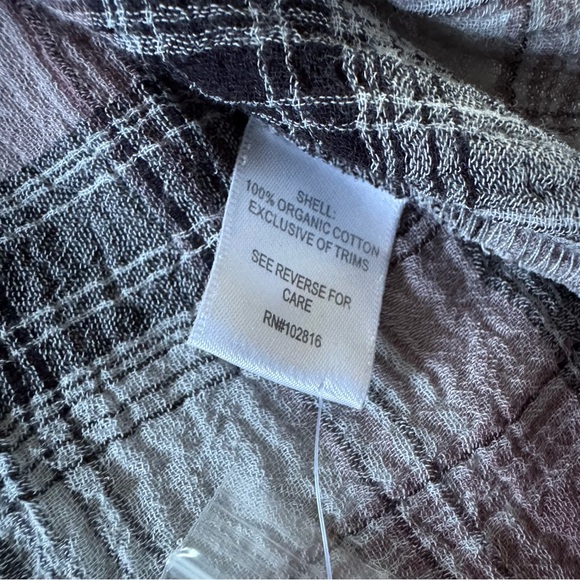 SHELL:
100% ORGANIC COTTON
EXCLUSIVE OF TRIMS
SEE REVERSE FOR
CARE
RN#102816